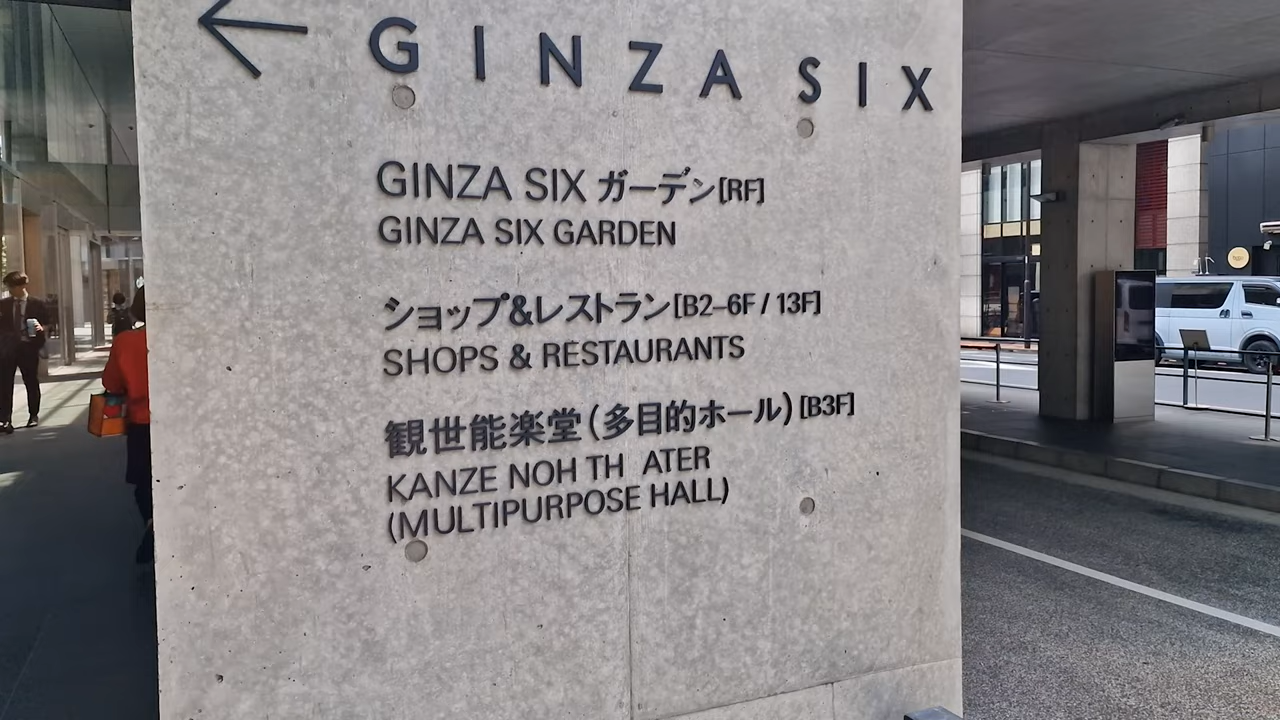 GINZA SIX
GINZA SIX ガーデン[RF]
GINZA SIX GARDEN
ショップ&レストラン[B2–6F / 13F]
SHOPS & RESTAURANTS
観世能楽堂(多目的ホール)[B3F]
KANZE NOH TH ATER
(MULTIPURPOSE HALL)